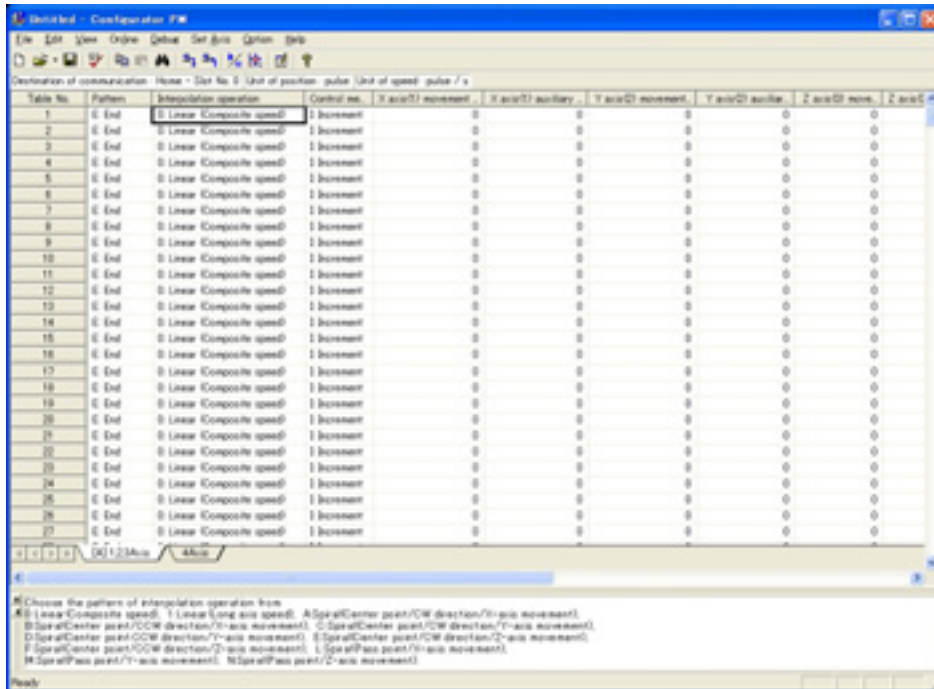 Untitled - Configurator PM
File Edit View Online Debug Set Axis Option Help
Destination of communication : Home - Slot No. 0 Unit of position : pulse Unit of speed : pulse / s
Table No. Pattern Interpolation operation Control me... X axis(1) movement... X axis(1) auxiliary ... Y axis(2) movement... Y axis(2) auxiliar... Z axis(3) move...
1 E: End 0: Linear (Composite speed) I: Increment 0 0 0 0 0
2 E: End 0: Linear (Composite speed) I: Increment 0 0 0 0 0
3 E: End 0: Linear (Composite speed) I: Increment 0 0 0 0 0
4 E: End 0: Linear (Composite speed) I: Increment 0 0 0 0 0
5 E: End 0: Linear (Composite speed) I: Increment 0 0 0 0 0
6 E: End 0: Linear (Composite speed) I: Increment 0 0 0 0 0
7 E: End 0: Linear (Composite speed) I: Increment 0 0 0 0 0
8 E: End 0: Linear (Composite speed) I: Increment 0 0 0 0 0
9 E: End 0: Linear (Composite speed) I: Increment 0 0 0 0 0
10 E: End 0: Linear (Composite speed) I: Increment 0 0 0 0 0
11 E: End 0: Linear (Composite speed) I: Increment 0 0 0 0 0
12 E: End 0: Linear (Composite speed) I: Increment 0 0 0 0 0
13 E: End 0: Linear (Composite speed) I: Increment 0 0 0 0 0
14 E: End 0: Linear (Composite speed) I: Increment 0 0 0 0 0
15 E: End 0: Linear (Composite speed) I: Increment 0 0 0 0 0
16 E: End 0: Linear (Composite speed) I: Increment 0 0 0 0 0
17 E: End 0: Linear (Composite speed) I: Increment 0 0 0 0 0
18 E: End 0: Linear (Composite speed) I: Increment 0 0 0 0 0
19 E: End 0: Linear (Composite speed) I: Increment 0 0 0 0 0
20 E: End 0: Linear (Composite speed) I: Increment 0 0 0 0 0
21 E: End 0: Linear (Composite speed) I: Increment 0 0 0 0 0
22 E: End 0: Linear (Composite speed) I: Increment 0 0 0 0 0
23 E: End 0: Linear (Composite speed) I: Increment 0 0 0 0 0
24 E: End 0: Linear (Composite speed) I: Increment 0 0 0 0 0
25 E: End 0: Linear (Composite speed) I: Increment 0 0 0 0 0
26 E: End 0: Linear (Composite speed) I: Increment 0 0 0 0 0
27 E: End 0: Linear (Composite speed) I: Increment 0 0 0 0 0
123Axis 4Axis
Choose the pattern of interpolation operation from
0:Linear(Composite speed), 1:Linear(Long axis speed), A:Spiral(Center point/CW direction/X-axis movement),
B:Spiral(Center point/CCW direction/X-axis movement), C:Spiral(Center point/CW direction/Y-axis movement),
D:Spiral(Center point/CCW direction/Y-axis movement), E:Spiral(Center point/CW direction/Z-axis movement),
F:Spiral(Center point/CCW direction/Z-axis movement), L:Spiral(Pass point/X-axis movement),
M:Spiral(Pass point/Y-axis movement), N:Spiral(Pass point/Z-axis movement).
Ready